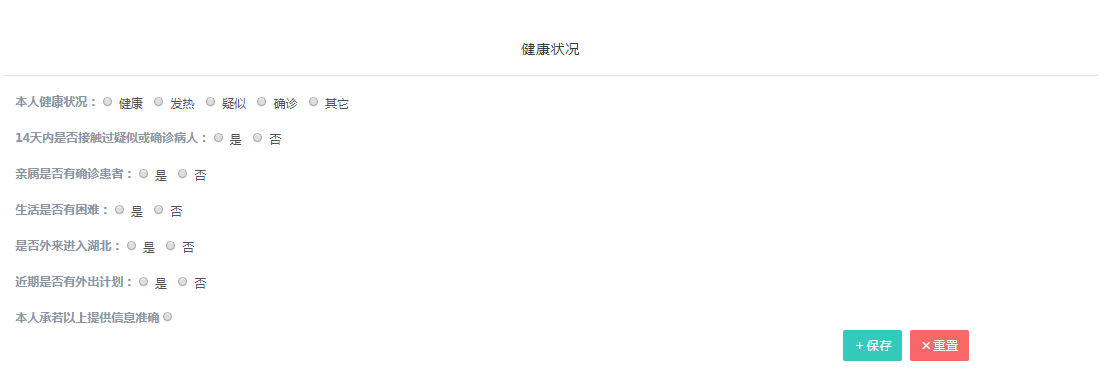 健康状况
本人健康状况： 健康 发热 疑似 确诊 其它
14天内是否接触过疑似或确诊病人： 是 否
亲属是否有确诊患者： 是 否
生活是否有困难： 是 否
是否外来进入湖北： 是 否
近期是否有外出计划： 是 否
本人承若以上提供信息准确
+保存 ×重置